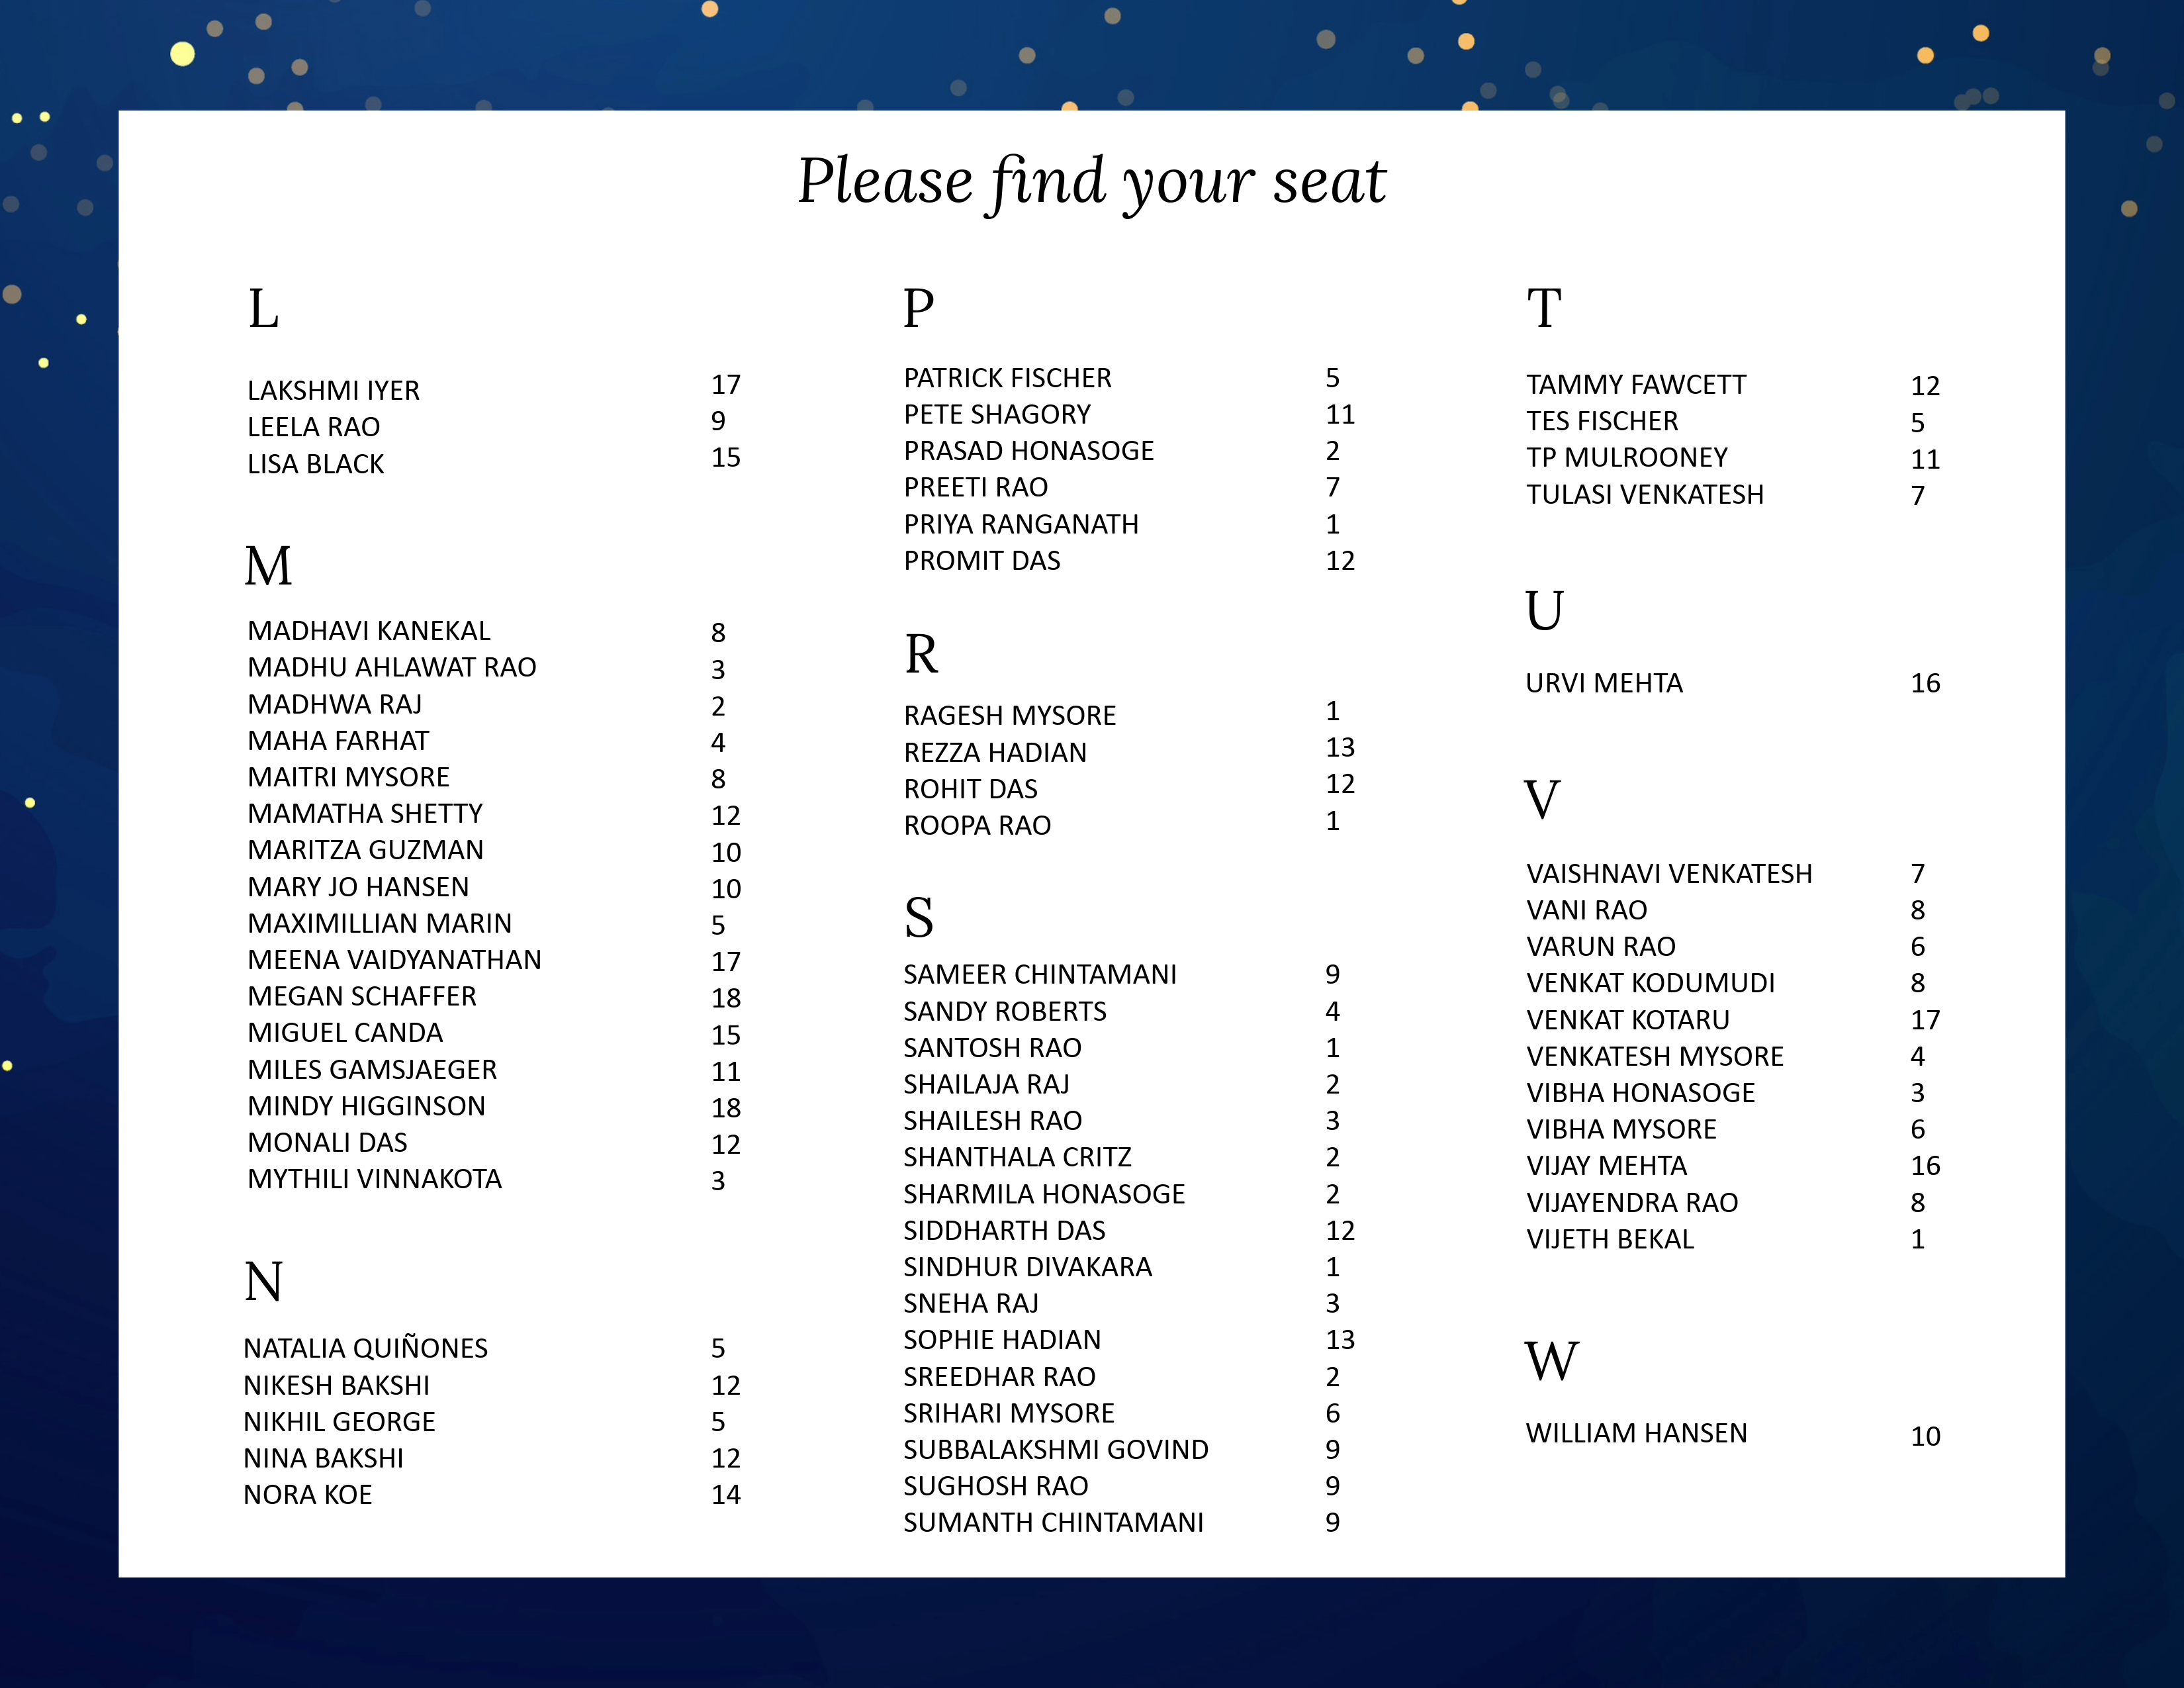 Please find your seat
L
LAKSHMI IYER 17
LEELA RAO 9
LISA BLACK 15
M
MADHAVI KANEKAL 8
MADHU AHLAWAT RAO 3
MADHWA RAJ 2
MAHA FARHAT 4
MAITRI MYSORE 8
MAMATHA SHETTY 12
MARITZA GUZMAN 10
MARY JO HANSEN 10
MAXIMILLIAN MARIN 5
MEENA VAIDYANATHAN 17
MEGAN SCHAFFER 18
MIGUEL CANDA 15
MILES GAMSJAEGER 11
MINDY HIGGINSON 18
MONALI DAS 12
MYTHILI VINNAKOTA 3
N
NATALIA QUIÑONES 5
NIKESH BAKSHI 12
NIKHIL GEORGE 5
NINA BAKSHI 12
NORA KOE 14
P
PATRICK FISCHER 5
PETE SHAGORY 11
PRASAD HONASOGE 2
PREETI RAO 7
PRIYA RANGANATH 1
PROMIT DAS 12
R
RAGESH MYSORE 1
REZZA HADIAN 13
ROHIT DAS 12
ROOPA RAO 1
S
SAMEER CHINTAMANI 9
SANDY ROBERTS 4
SANTOSH RAO 1
SHAILAJA RAJ 2
SHAILESH RAO 3
SHANTHALA CRITZ 2
SHARMILA HONASOGE 2
SIDDHARTH DAS 12
SINDHUR DIVAKARA 1
SNEHA RAJ 3
SOPHIE HADIAN 13
SREEDHAR RAO 2
SRIHARI MYSORE 6
SUBBALAKSHMI GOVIND 9
SUGHOSH RAO 9
SUMANTH CHINTAMANI 9
T
TAMMY FAWCETT 12
TES FISCHER 5
TP MULROONEY 11
TULASI VENKATESH 7
U
URVI MEHTA 16
V
VAISHNAVI VENKATESH 7
VANI RAO 8
VARUN RAO 6
VENKAT KODUMUDI 8
VENKAT KOTARU 17
VENKATESH MYSORE 4
VIBHA HONASOGE 3
VIBHA MYSORE 6
VIJAY MEHTA 16
VIJAYENDRA RAO 8
VIJETH BEKAL 1
W
WILLIAM HANSEN 10